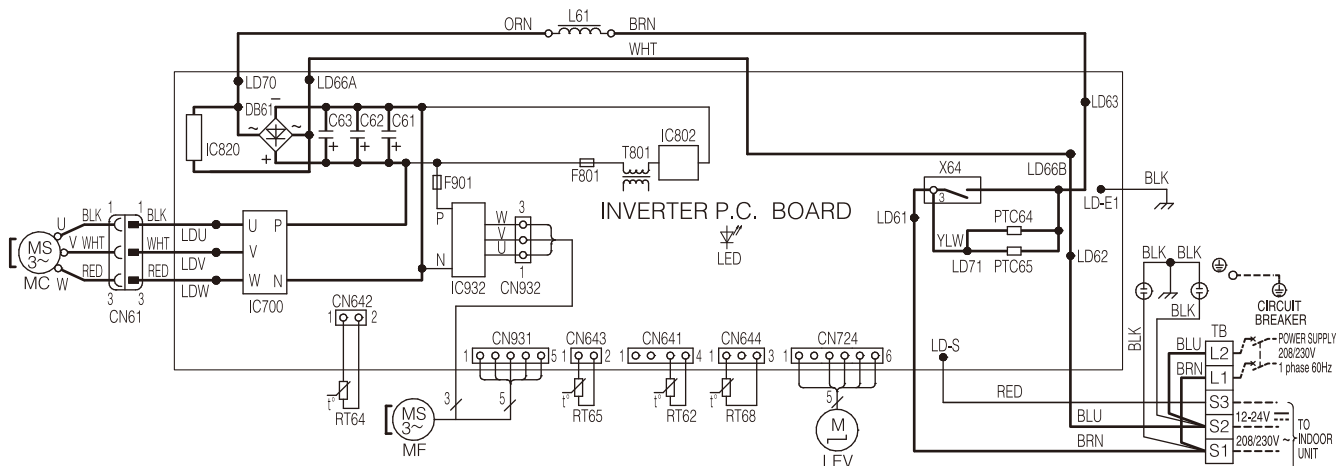 L61
ORN
BRN
WHT
LD70
LD66A
LD63
DB61
−
~
~
+
IC820
C63
C62
C61
+
+
+
F801
T801
IC802
F901
X64
3
LD66B
LD-E1
BLK
INVERTER P.C. BOARD
LED
LD61
YLW
PTC64
PTC65
LD71
LD62
U
V
W
MS
3~
MC
BLK
WHT
RED
1
1
3
3
CN61
BLK
WHT
RED
LDU
LDV
LDW
U
V
W
P
N
IC700
P
N
IC932
W
V
U
3
1
CN932
CN642
1
2
t°
RT64
CN931
1
5
3
5
MS
3~
MF
CN643
1
2
t°
RT65
CN641
1
4
t°
RT62
CN644
1
3
t°
RT68
CN724
1
6
5
M
LEV
LD-S
RED
BLU
BRN
BLK
BLK
BLK
BLK
CIRCUIT
BREAKER
TB
BLU
BRN
L2
L1
S3
S2
S1
POWER SUPPLY
208/230V
1 phase 60Hz
12-24V ⎓
208/230V ~
TO
INDOOR
UNIT